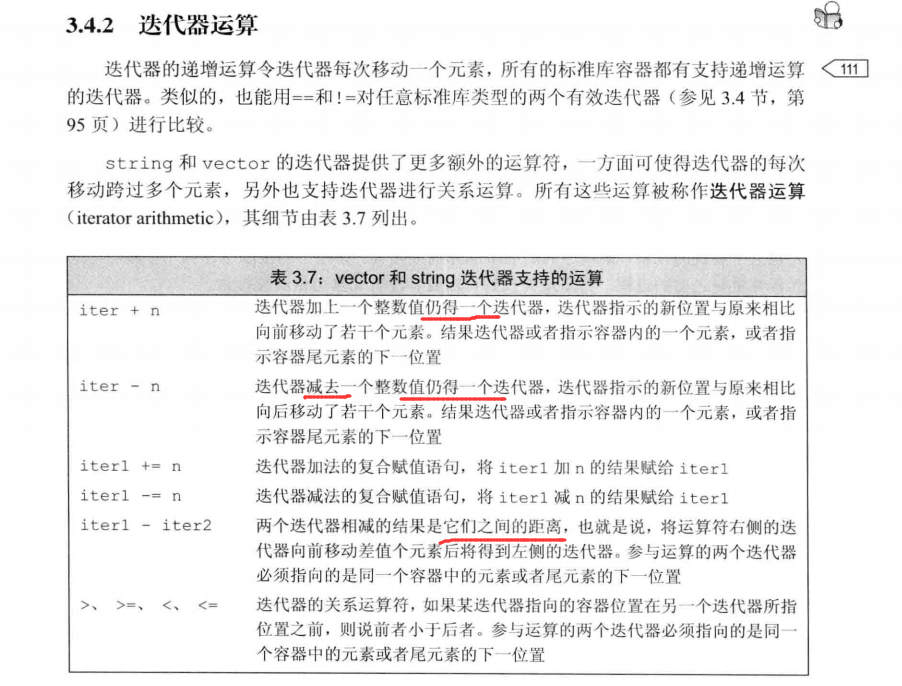 3.4.2 迭代器运算
迭代器的递增运算令迭代器每次移动一个元素，所有的标准库容器都有支持递增运算
111
的迭代器。类似的，也能用==和!=对任意标准库类型的两个有效迭代器（参见 3.4 节，第
95 页）进行比较。
string 和 vector 的迭代器提供了更多额外的运算符，一方面可使得迭代器的每次
移动跨过多个元素，另外也支持迭代器进行关系运算。所有这些运算被称作迭代器运算
（iterator arithmetic），其细节由表 3.7 列出。
表 3.7：vector 和 string 迭代器支持的运算
iter + n 迭代器加上一个整数值仍得一个迭代器，迭代器指示的新位置与原来相比
向前移动了若干个元素。结果迭代器或者指示容器内的一个元素，或者指
示容器尾元素的下一位置
iter - n 迭代器减去一个整数值仍得一个迭代器，迭代器指示的新位置与原来相比
向后移动了若干个元素。结果迭代器或者指示容器内的一个元素，或者指
示容器尾元素的下一位置
iter1 += n 迭代器加法的复合赋值语句，将 iter1 加 n 的结果赋给 iter1
iter1 -= n 迭代器减法的复合赋值语句，将 iter1 减 n 的结果赋给 iter1
iter1 - iter2 两个迭代器相减的结果是它们之间的距离，也就是说，将运算符右侧的迭
代器向前移动差值个元素后将得到左侧的迭代器。参与运算的两个迭代器
必须指向的是同一个容器中的元素或者尾元素的下一位置
>、>=、<、<= 迭代器的关系运算符，如果某迭代器指向的容器位置在另一个迭代器所指
位置之前，则说前者小于后者。参与运算的两个迭代器必须指向的是同一
个容器中的元素或者尾元素的下一位置